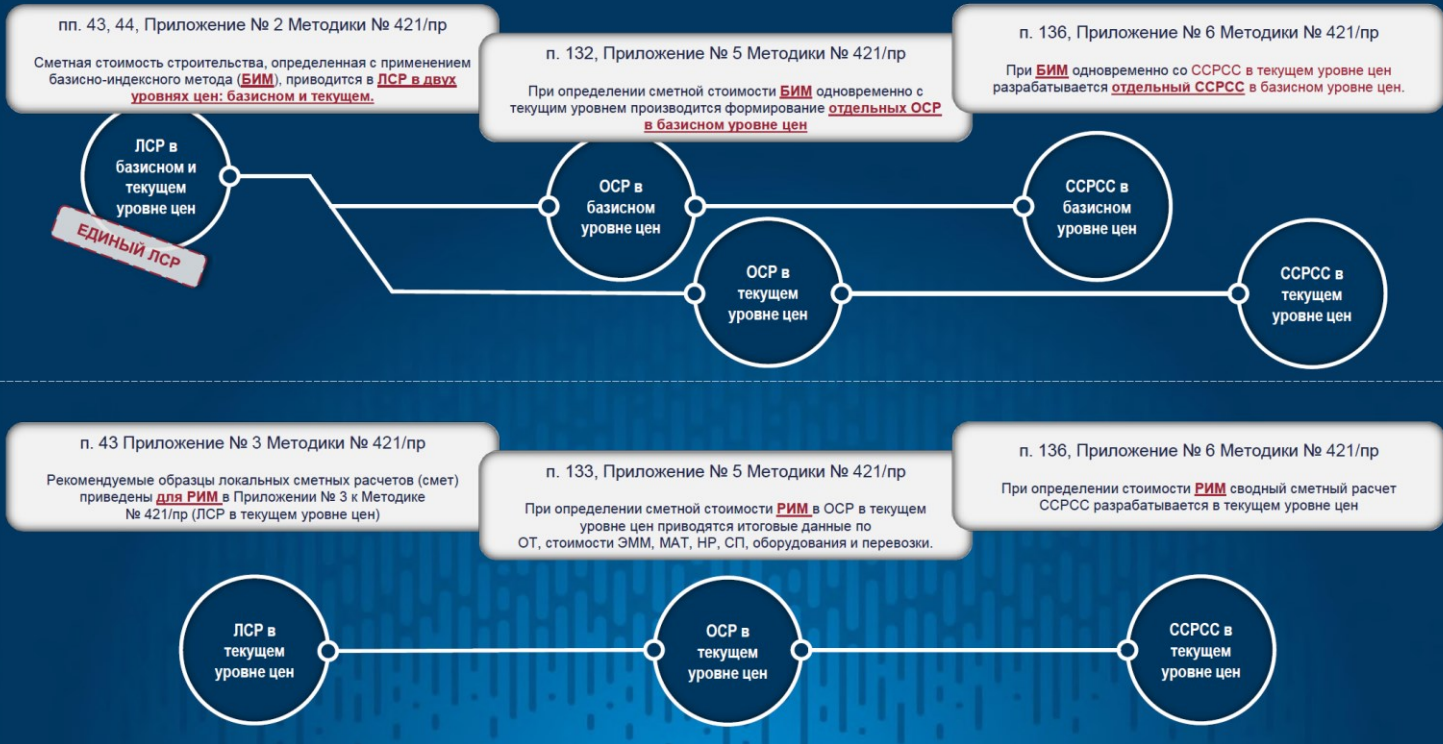 пп. 43, 44, Приложение № 2 Методики № 421/пр
Сметная стоимость строительства, определенная с применением
базисно-индексного метода (БИМ), приводится в ЛСР в двух
уровнях цен: базисном и текущем.
п. 132, Приложение № 5 Методики № 421/пр
При определении сметной стоимости БИМ одновременно с
текущим уровнем производится формирование отдельных ОСР
в базисном уровне цен
п. 136, Приложение № 6 Методики № 421/пр
При БИМ одновременно со ССРСС в текущем уровне цен
разрабатывается отдельный ССРСС в базисном уровне цен.
ЛСР в
базисном и
текущем
уровне цен
ЕДИНЫЙ ЛСР
ОСР в
базисном
уровне цен
ССРСС в
базисном
уровне цен
ОСР в
текущем
уровне цен
ССРСС в
текущем
уровне цен
п. 43 Приложение № 3 Методики № 421/пр
Рекомендуемые образцы локальных сметных расчетов (смет)
приведены для РИМ в Приложении № 3 к Методике
№ 421/пр (ЛСР в текущем уровне цен)
п. 133, Приложение № 5 Методики № 421/пр
При определении сметной стоимости РИМ в ОСР в текущем
уровне цен приводятся итоговые данные по
ОТ, стоимости ЭММ, МАТ, НР, СП, оборудования и перевозки.
п. 136, Приложение № 6 Методики № 421/пр
При определении стоимости РИМ сводный сметный расчет
ССРСС разрабатывается в текущем уровне цен
ЛСР в
текущем
уровне цен
ОСР в
текущем
уровне цен
ССРСС в
текущем
уровне цен